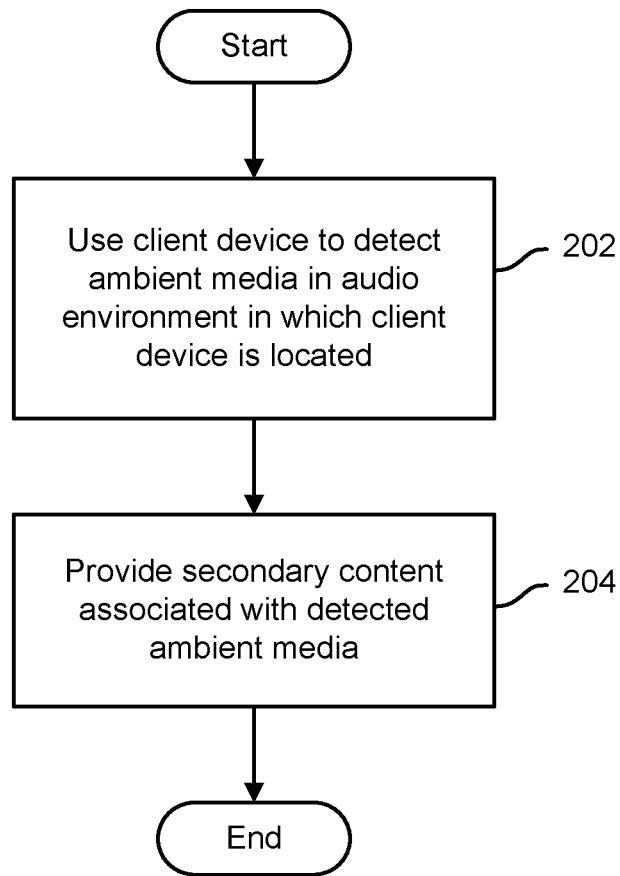 Start
Use client device to detect
ambient media in audio
environment in which client
device is located
202
Provide secondary content
associated with detected
ambient media
204
End